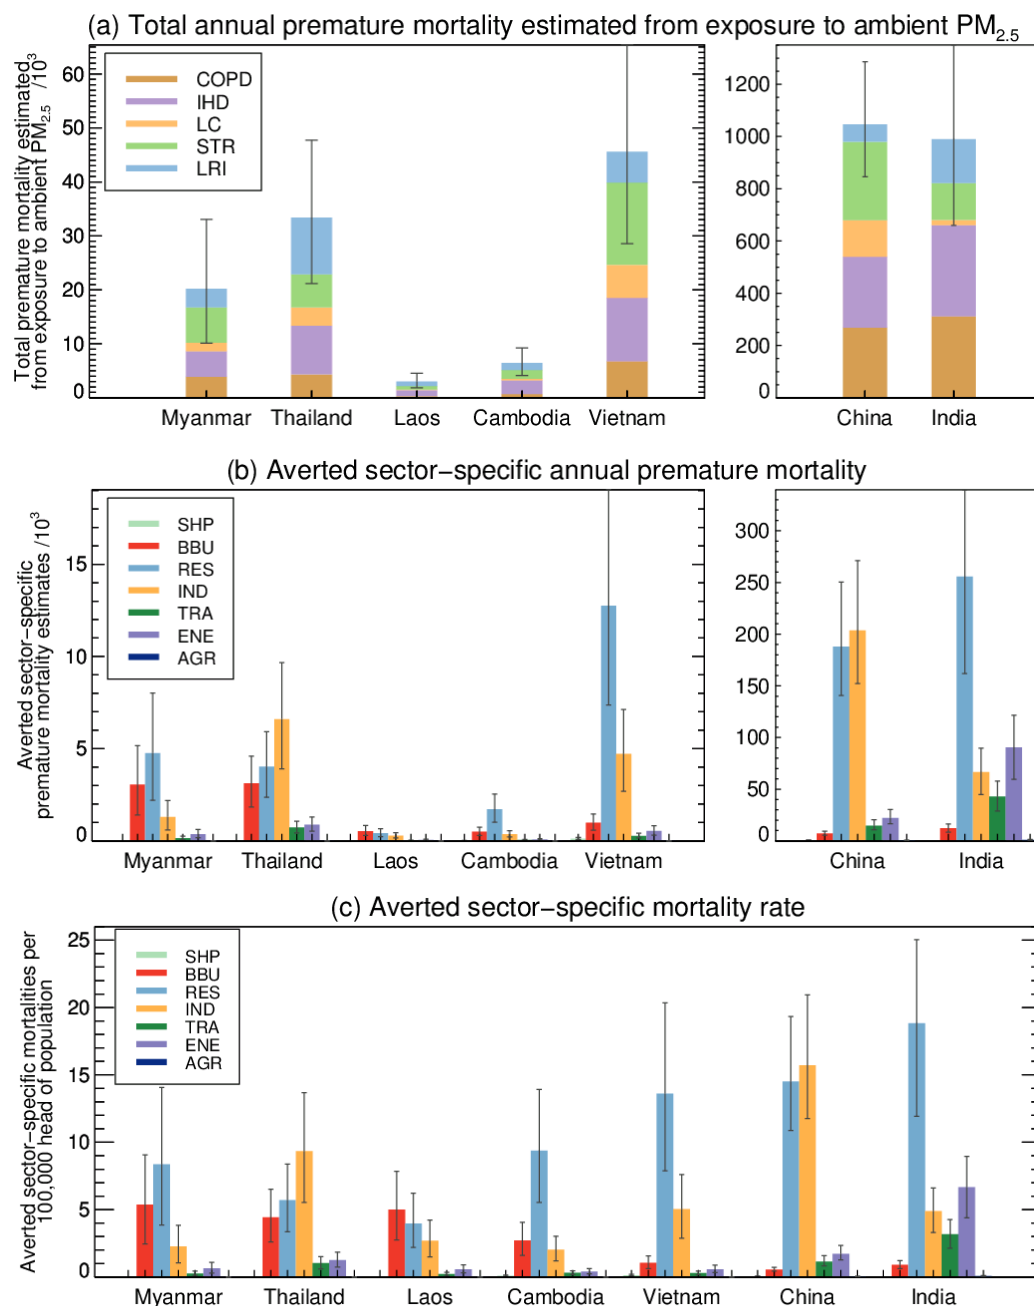 (a) Total annual premature mortality estimated from exposure to ambient PM2.5
Total premature mortality estimated
from exposure to ambient PM2.5 /10³
60
50
40
30
20
10
0
COPD
IHD
LC
STR
LRI
Myanmar Thailand Laos Cambodia Vietnam
1200
1000
800
600
400
200
0
China India
(b) Averted sector−specific annual premature mortality
Averted sector−specific
premature mortality estimates /10³
15
10
5
0
SHP
BBU
RES
IND
TRA
ENE
AGR
Myanmar Thailand Laos Cambodia Vietnam
300
250
200
150
100
50
0
China India
(c) Averted sector−specific mortality rate
Averted sector−specific mortalities per
100,000 head of population
25
20
15
10
5
0
SHP
BBU
RES
IND
TRA
ENE
AGR
Myanmar Thailand Laos Cambodia Vietnam China India